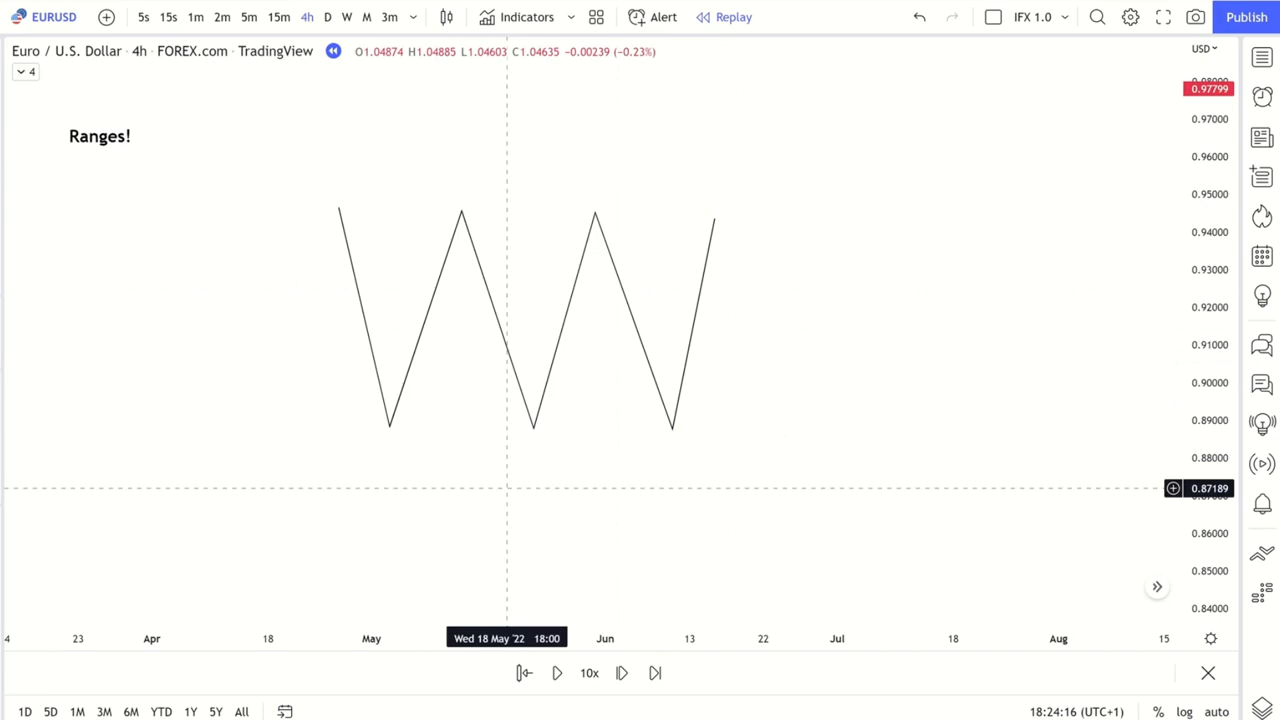 EURUSD 5s 15s 1m 2m 5m 15m 4h D W M 3m Indicators Alert Replay IFX 1.0 Publish
Euro / U.S. Dollar · 4h · FOREX.com · TradingView O1.04874 H1.04885 L1.04603 C1.04635 −0.00239 (−0.23%) USD
4
0.97799
Ranges!
0.97000
0.96000
0.95000
0.94000
0.93000
0.92000
0.91000
0.90000
0.89000
0.88000
0.87189
0.86000
0.85000
0.84000
4 23 Apr 18 May Wed 18 May '22 18:00 Jun 13 22 Jul 18 Aug 15
10x
1D 5D 1M 3M 6M YTD 1Y 5Y All 18:24:16 (UTC+1) % log auto